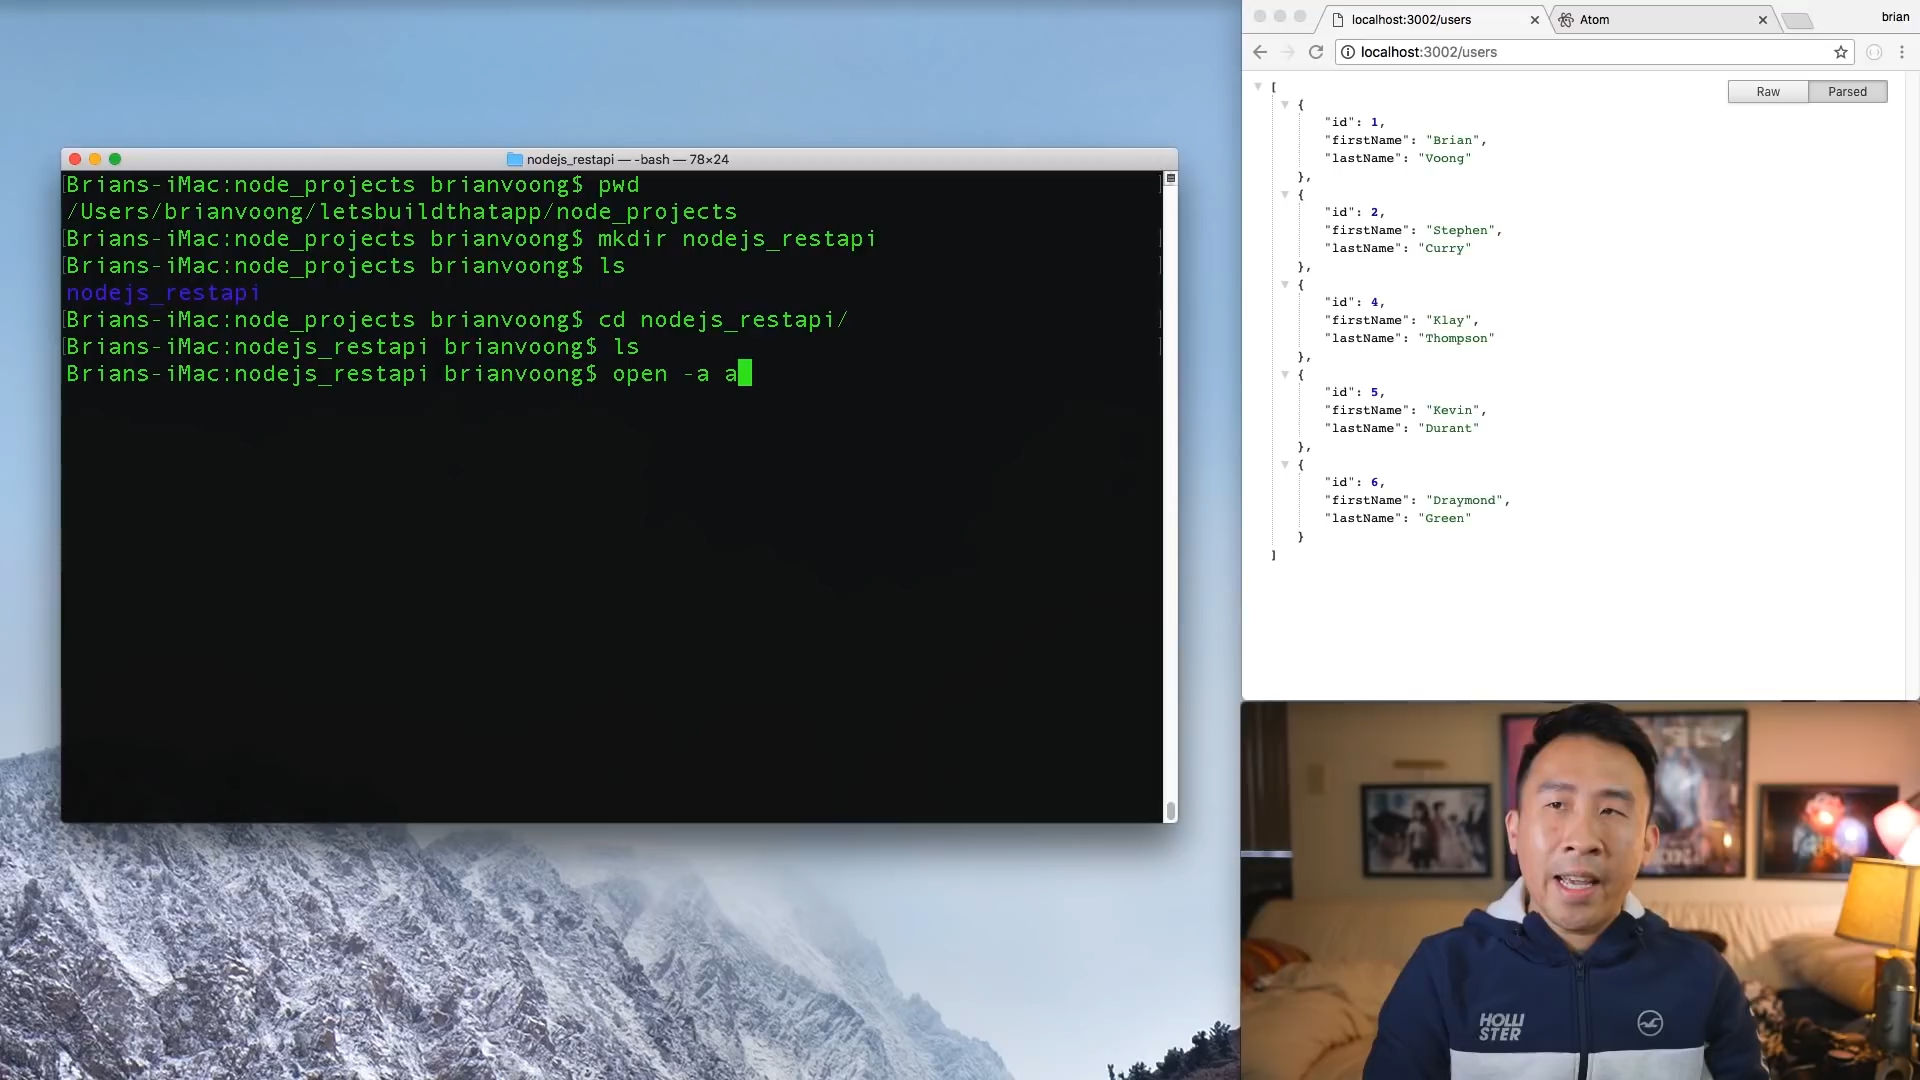 nodejs_restapi — -bash — 78×24
Brians-iMac:node_projects brianvoong$ pwd
/Users/brianvoong/letsbuildthatapp/node_projects
Brians-iMac:node_projects brianvoong$ mkdir nodejs_restapi
Brians-iMac:node_projects brianvoong$ ls
nodejs_restapi
Brians-iMac:node_projects brianvoong$ cd nodejs_restapi/
Brians-iMac:nodejs_restapi brianvoong$ ls
Brians-iMac:nodejs_restapi brianvoong$ open -a a
localhost:3002/users
Atom
brian
localhost:3002/users
Raw
Parsed
[
{
"id": 1,
"firstName": "Brian",
"lastName": "Voong"
},
{
"id": 2,
"firstName": "Stephen",
"lastName": "Curry"
},
{
"id": 4,
"firstName": "Klay",
"lastName": "Thompson"
},
{
"id": 5,
"firstName": "Kevin",
"lastName": "Durant"
},
{
"id": 6,
"firstName": "Draymond",
"lastName": "Green"
}
]
HOLLI
STER